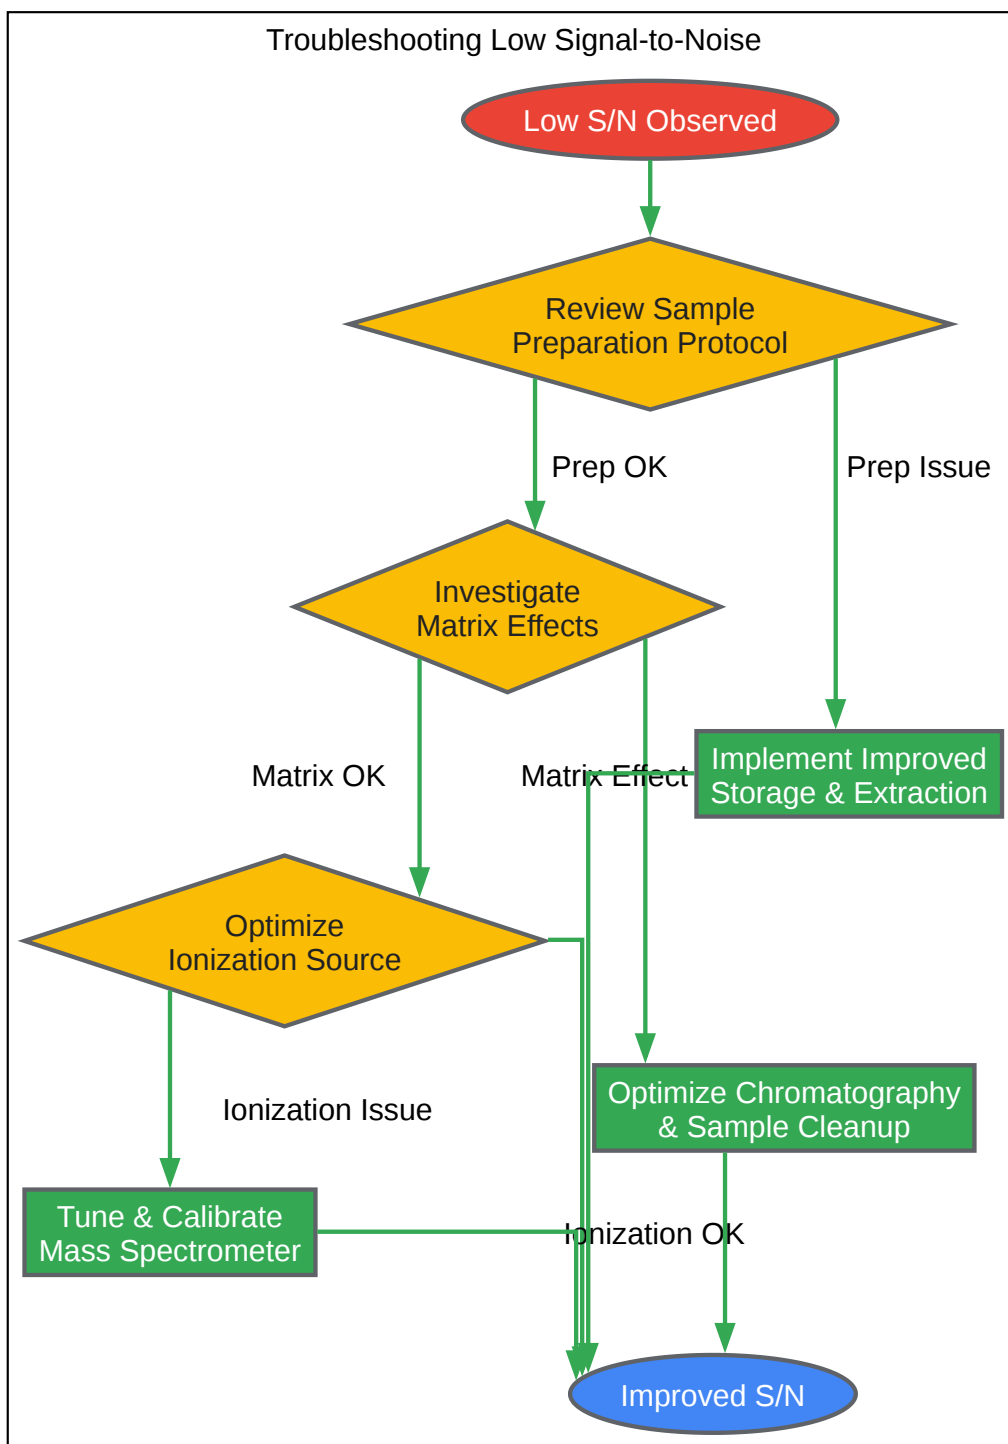 Troubleshooting Low Signal-to-Noise
Low S/N Observed
Review Sample
Preparation Protocol
Prep OK
Prep Issue
Investigate
Matrix Effects
Matrix OK
Matrix Effect
Implement Improved
Storage & Extraction
Optimize
Ionization Source
Ionization Issue
Optimize Chromatography
& Sample Cleanup
Tune & Calibrate
Mass Spectrometer
Ionization OK
Improved S/N